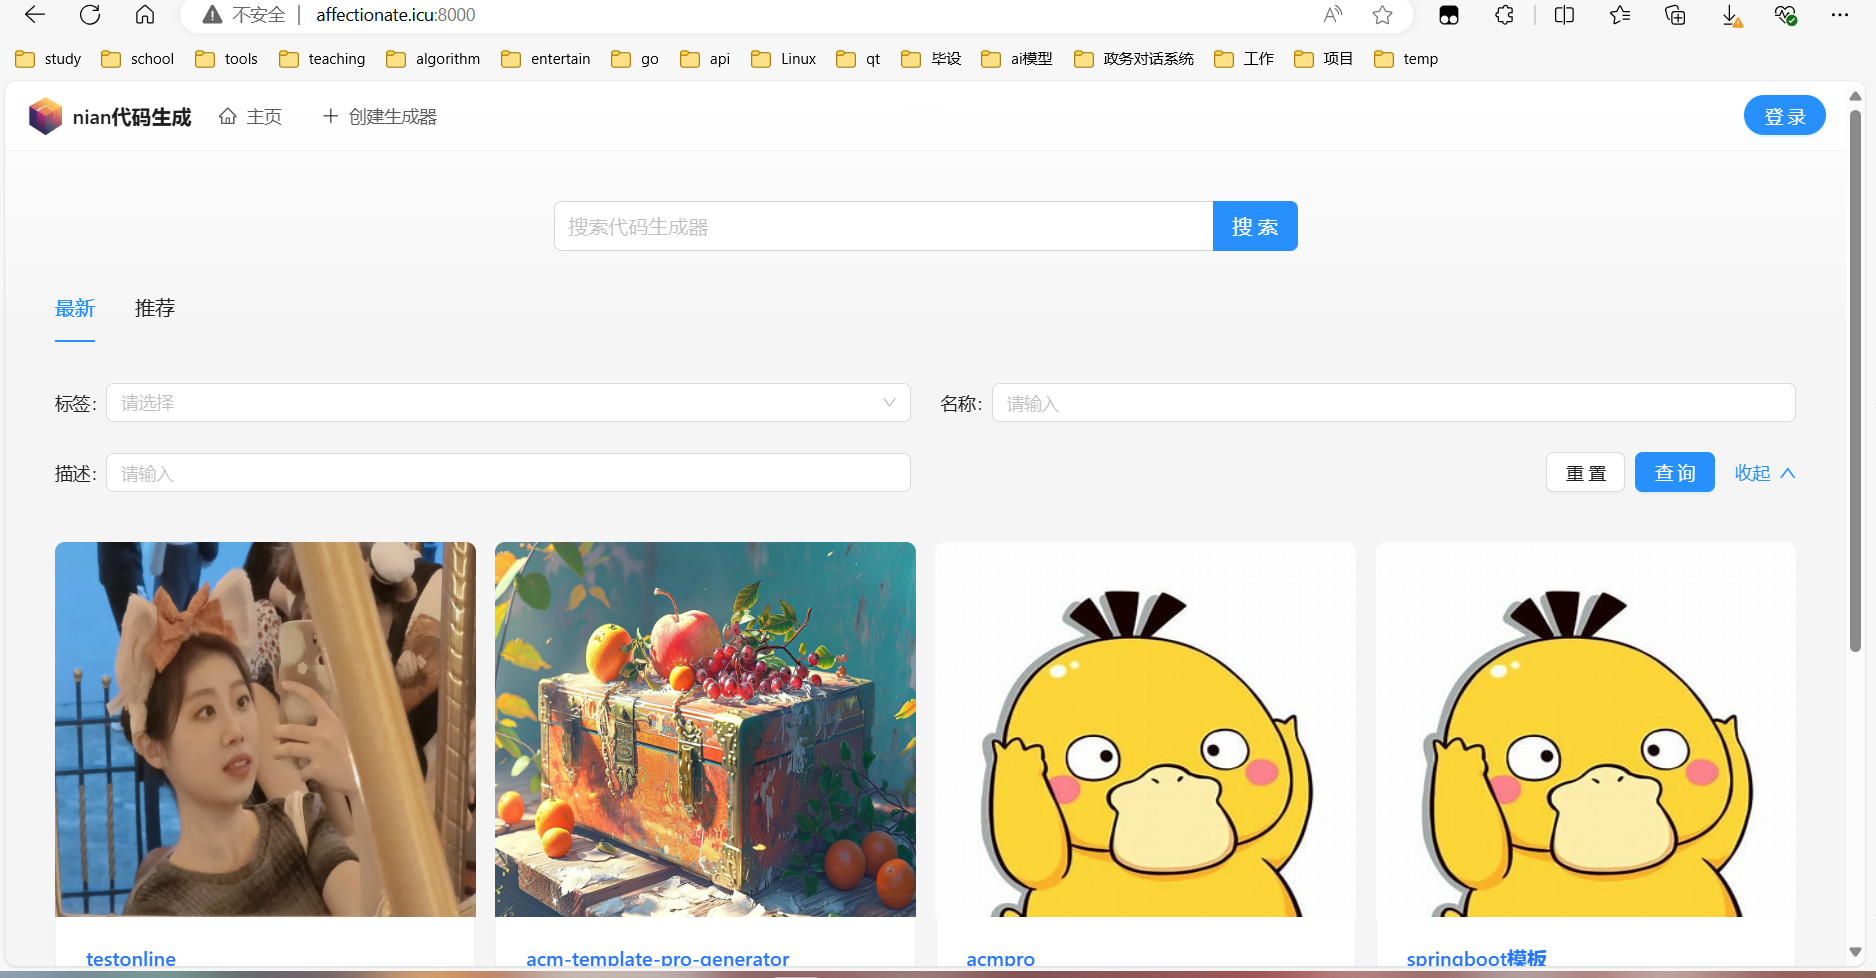 不安全 | affectionate.icu:8000
study school tools teaching algorithm entertain go api Linux qt 毕设 ai模型 政务对话系统 工作 项目 temp
nian代码生成 主页 + 创建生成器 登录
搜索代码生成器 搜索
最新 推荐
标签: 请选择 名称: 请输入
描述: 请输入 重置 查询 收起
testonline acm-template-pro-generator acmpro springboot模板